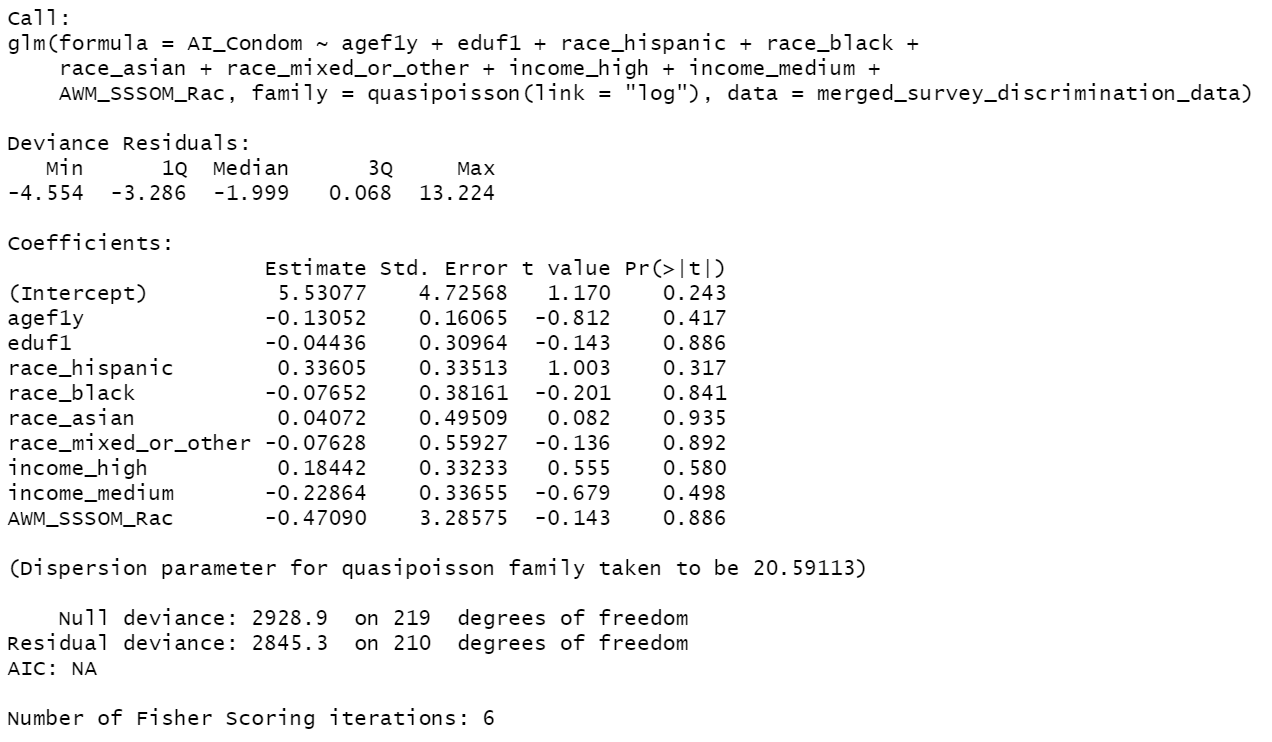 Call:
glm(formula = AI_Condom ~ agef1y + eduf1 + race_hispanic + race_black +
    race_asian + race_mixed_or_other + income_high + income_medium +
    AWM_SSSOM_Rac, family = quasipoisson(link = "log"), data = merged_survey_discrimination_data)

Deviance Residuals:
   Min      1Q  Median      3Q     Max
-4.554  -3.286  -1.999   0.068  13.224

Coefficients:
                    Estimate Std. Error t value Pr(>|t|)
(Intercept)          5.53077    4.72568   1.170    0.243
agef1y              -0.13052    0.16065  -0.812    0.417
eduf1               -0.04436    0.30964  -0.143    0.886
race_hispanic        0.33605    0.33513   1.003    0.317
race_black          -0.07652    0.38161  -0.201    0.841
race_asian           0.04072    0.49509   0.082    0.935
race_mixed_or_other -0.07628    0.55927  -0.136    0.892
income_high          0.18442    0.33233   0.555    0.580
income_medium       -0.22864    0.33655  -0.679    0.498
AWM_SSSOM_Rac       -0.47090    3.28575  -0.143    0.886

(Dispersion parameter for quasipoisson family taken to be 20.59113)

    Null deviance: 2928.9  on 219  degrees of freedom
Residual deviance: 2845.3  on 210  degrees of freedom
AIC: NA

Number of Fisher Scoring iterations: 6